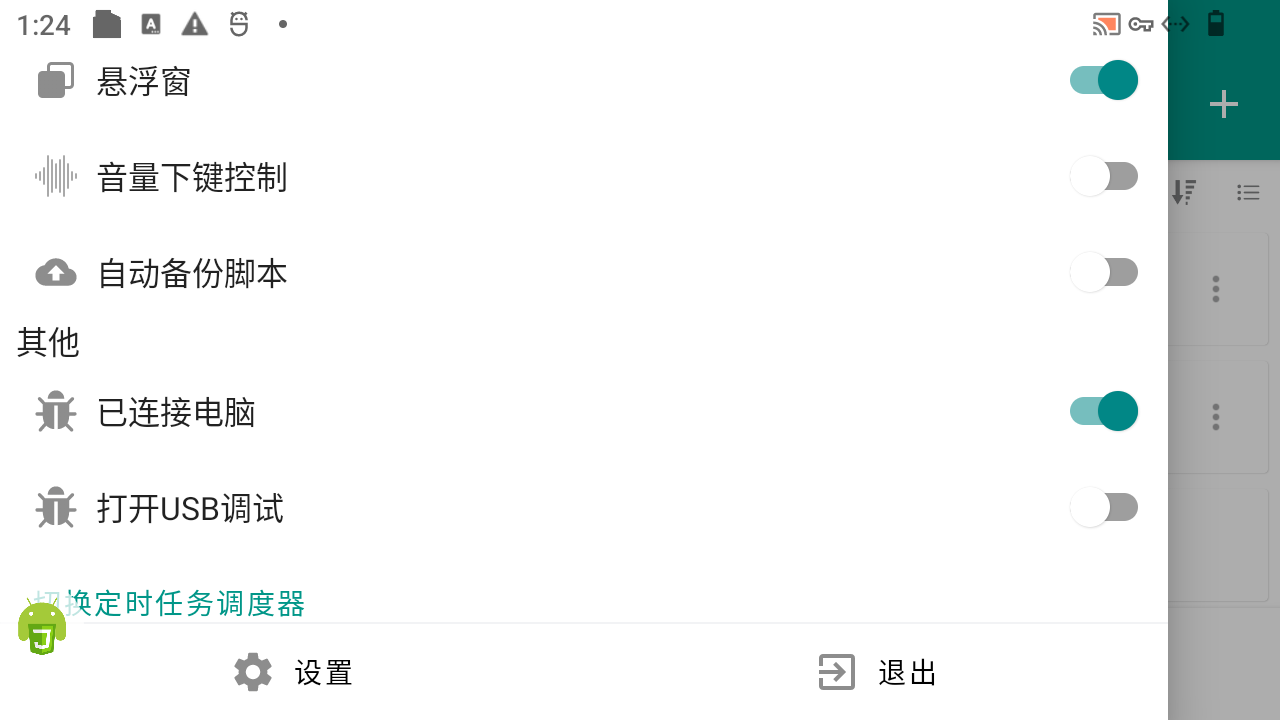 1:24
悬浮窗
音量下键控制
自动备份脚本
其他
已连接电脑
打开USB调试
切换定时任务调度器
设置
退出